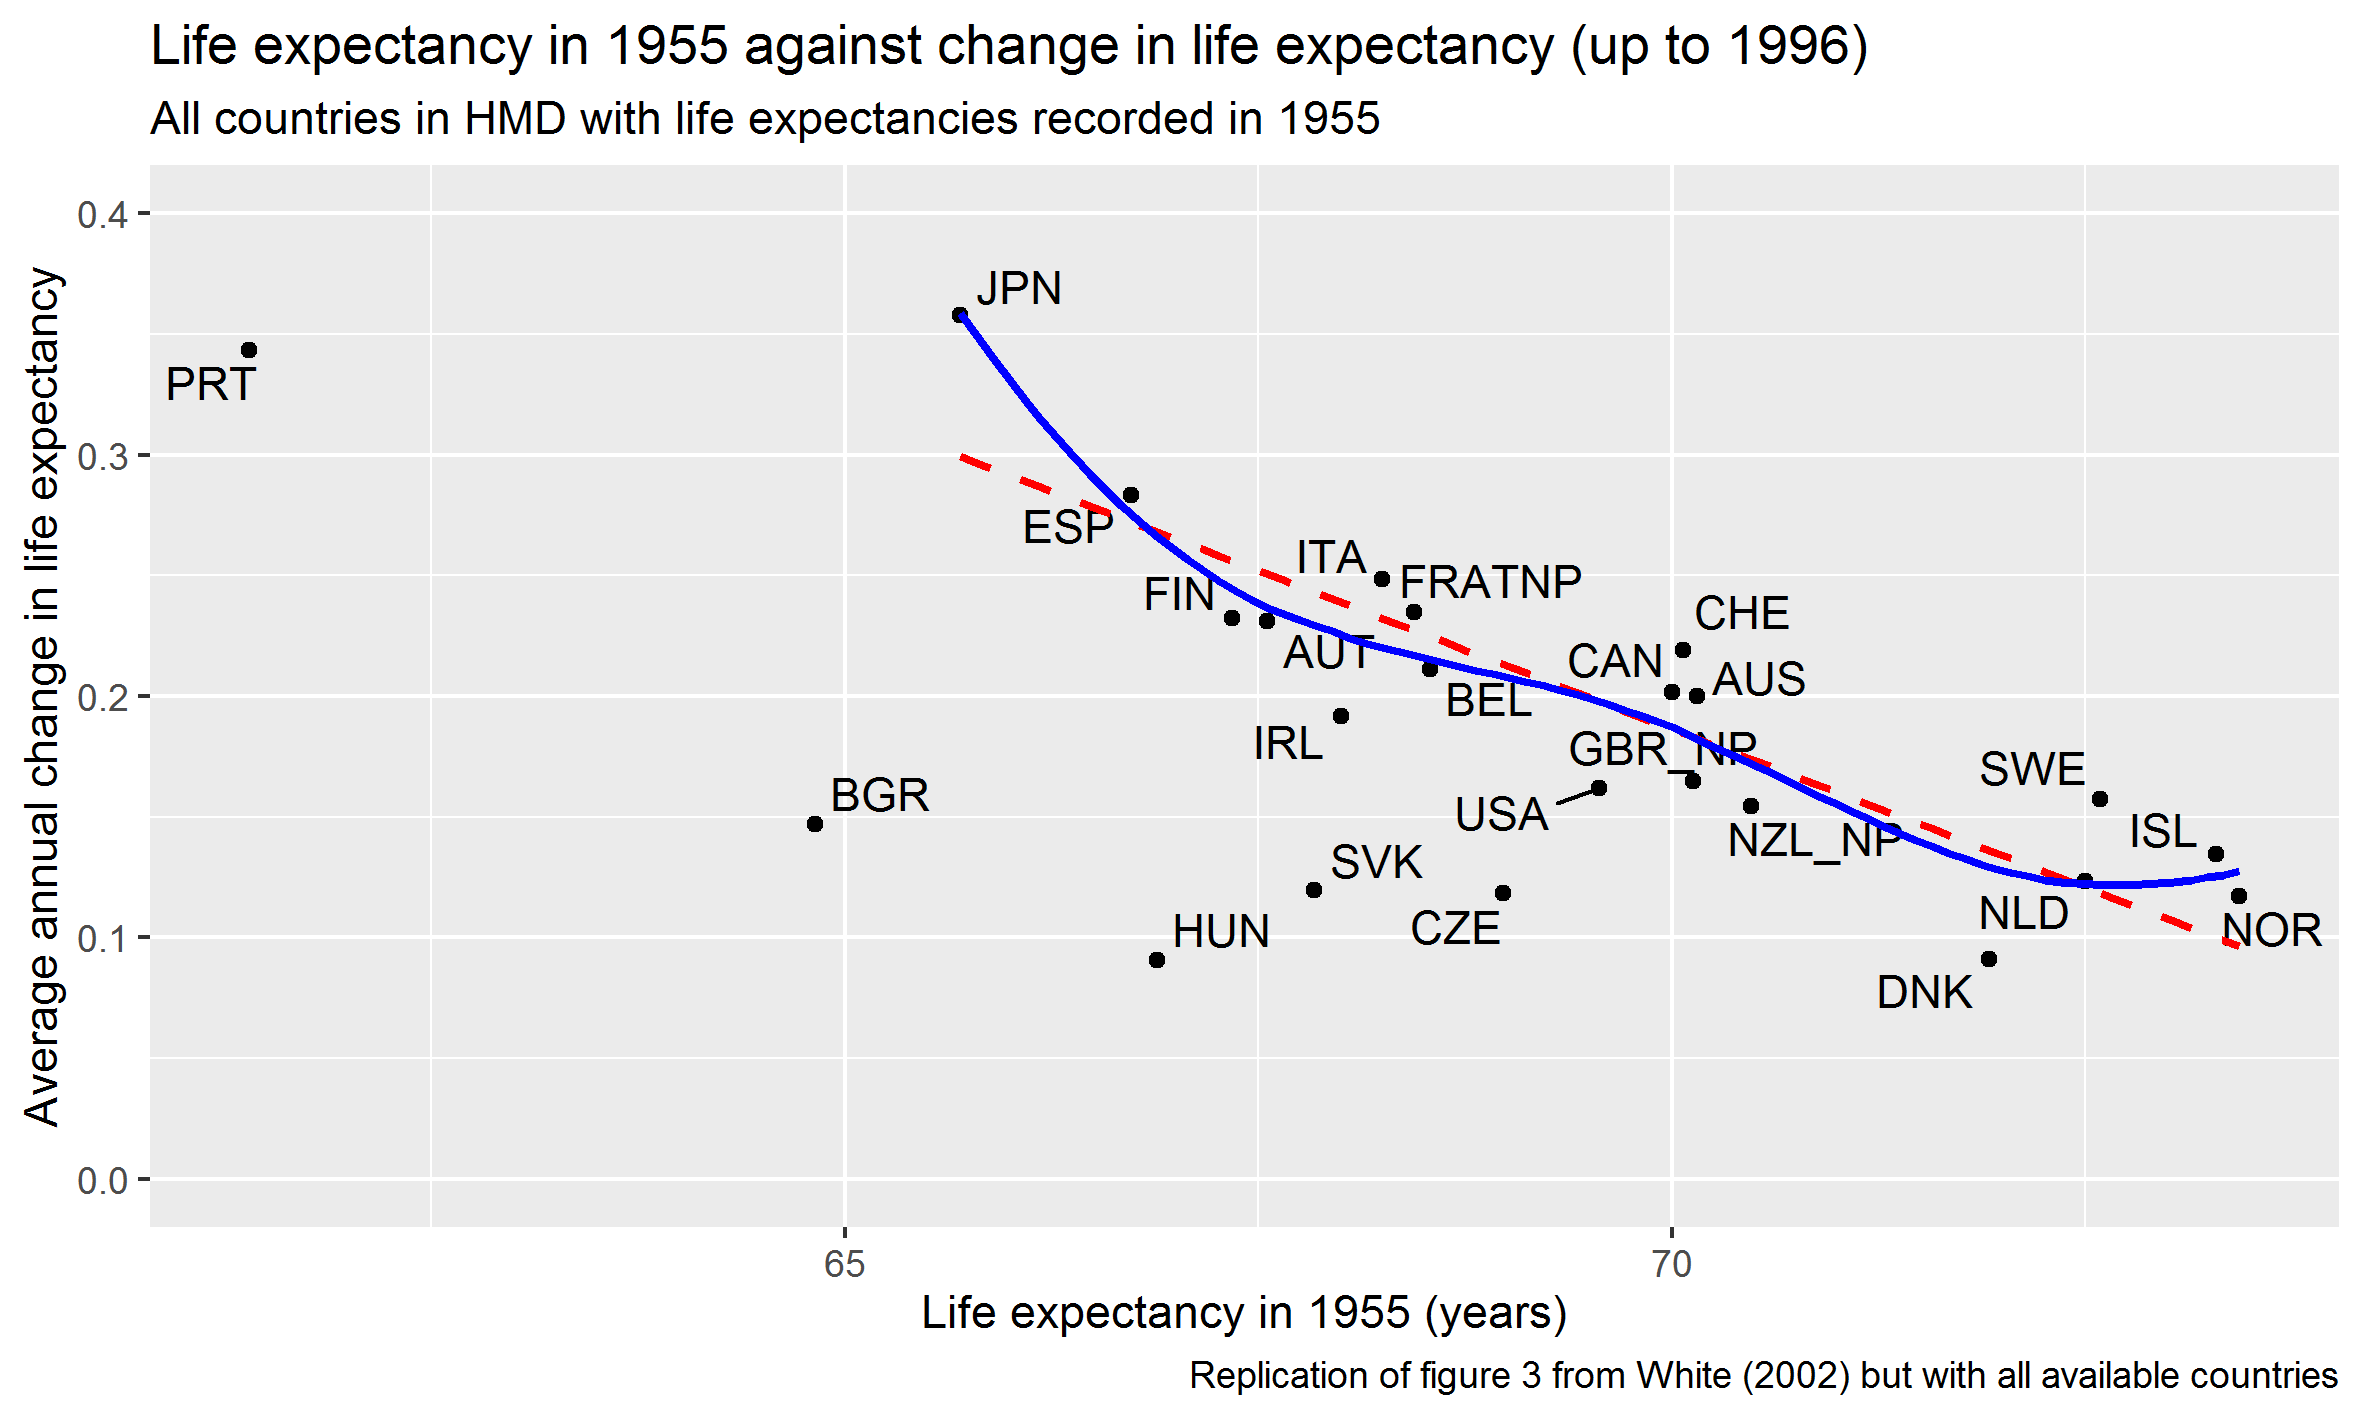 Life expectancy in 1955 against change in life expectancy (up to 1996)
All countries in HMD with life expectancies recorded in 1955
Average annual change in life expectancy
0.4
0.3
0.2
0.1
0.0
JPN
PRT
ESP
ITA
FRATNP
FIN
CHE
AUT
CAN
AUS
BEL
IRL
GBR_NP
SWE
BGR
USA
ISL
NZL_NP
SVK
NLD
CZE
HUN
NOR
DNK
65
70
Life expectancy in 1955 (years)
Replication of figure 3 from White (2002) but with all available countries